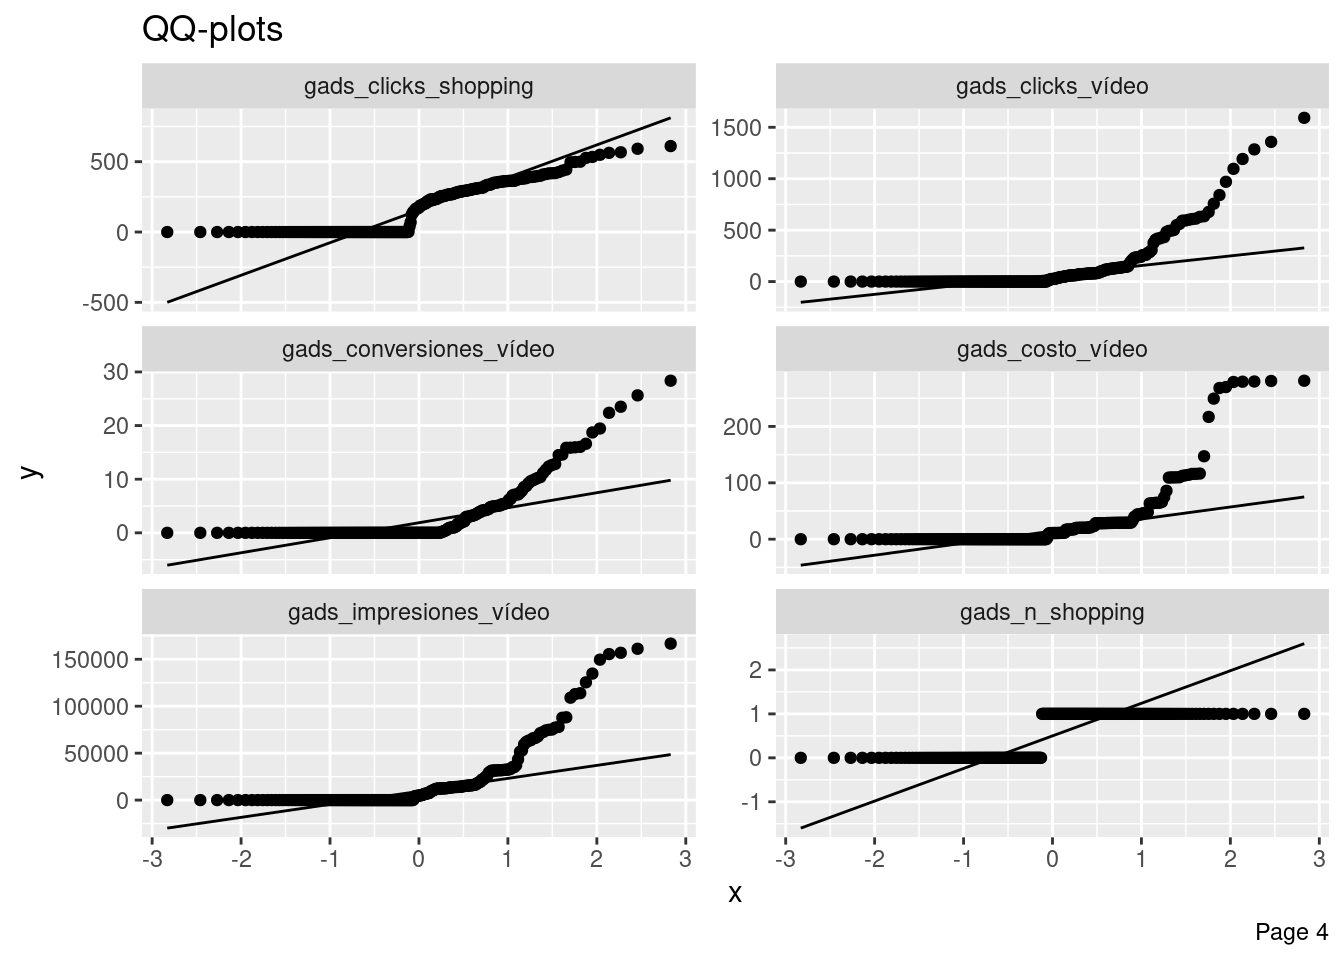 QQ-plots
gads_clicks_shopping
gads_clicks_vídeo
500
0
-500
1500
1000
500
0
gads_conversiones_vídeo
gads_costo_vídeo
30
20
10
0
200
100
0
gads_impresiones_vídeo
gads_n_shopping
150000
100000
50000
0
2
1
0
-1
-3 -2 -1 0 1 2 3
-3 -2 -1 0 1 2 3
y
x
Page 4